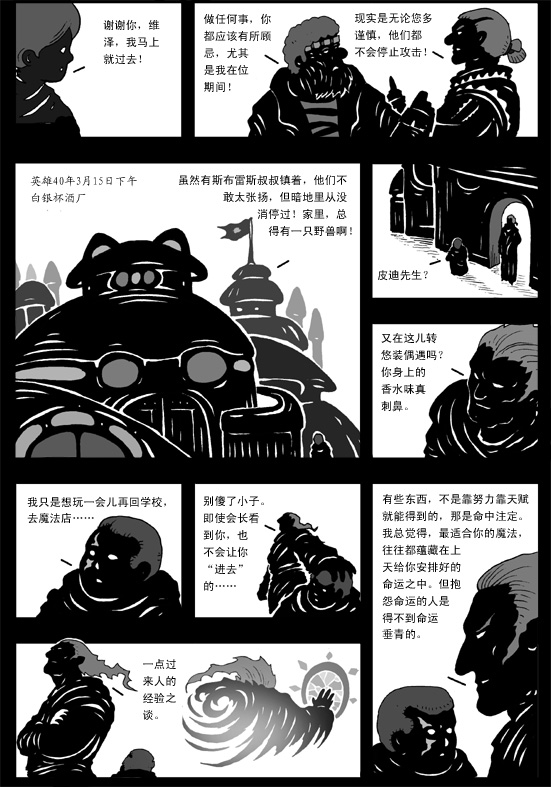 谢谢你，维
泽，我马上
就过去！
做任何事，你
都应该有所顾
忌，尤其
是我在位
期间！
现实是无论您多
谨慎，他们都
不会停止攻击！
英雄40年3月15日下午
白银杯酒厂
虽然有斯布雷斯叔叔镇着，他们不
敢太张扬，但暗地里从没
消停过！家里，总
得有一只野兽啊！
皮迪先生？
又在这儿转
悠装偶遇吗？
你身上的
香水味真
刺鼻。
我只是想玩一会儿再回学校，
去魔法店……
别傻了小子。
即使会长看
到你，也
不会让你
“进去”
的……
有些东西，不是靠努力靠天赋
就能得到的，那是命中注定。
我总觉得，最适合你的魔法，
往往都蕴藏在上
天给你安排好的
命运之中。但抱
怨命运的人是
得不到命运
垂青的。
一点过
来人的
经验之
谈。